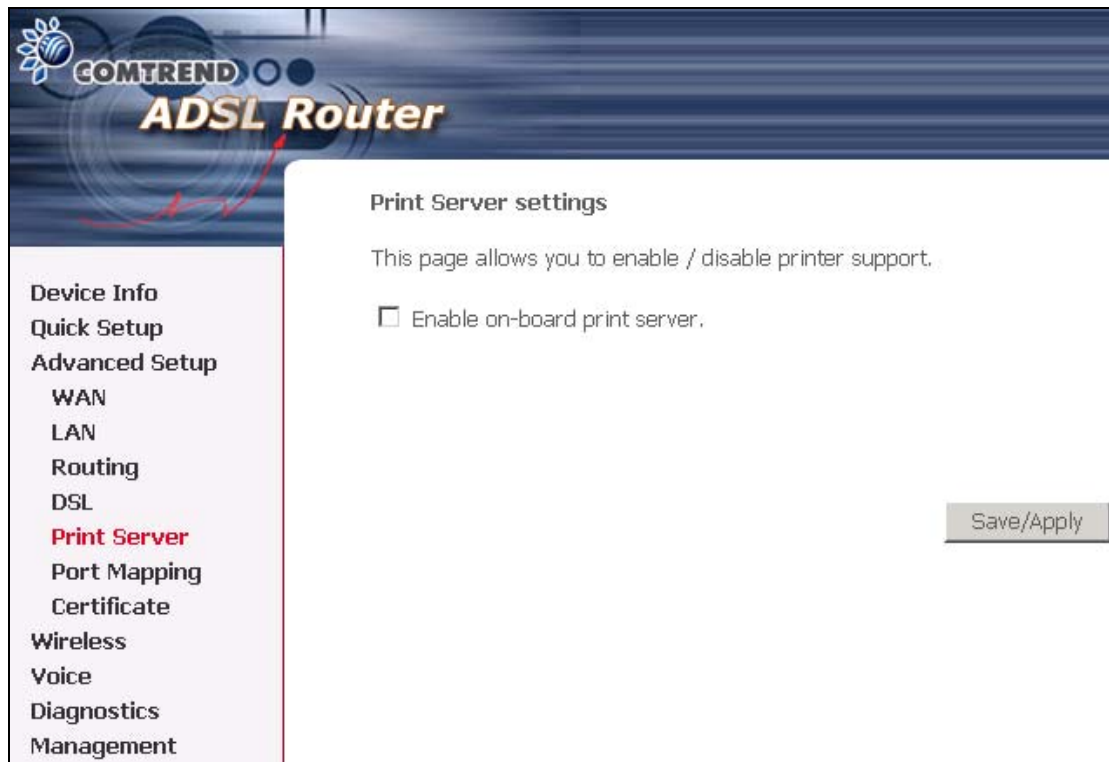 COMTREND
ADSL Router
Print Server settings
This page allows you to enable / disable printer support.
Enable on-board print server.
Save/Apply
Device Info
Quick Setup
Advanced Setup
WAN
LAN
Routing
DSL
Print Server
Port Mapping
Certificate
Wireless
Voice
Diagnostics
Management